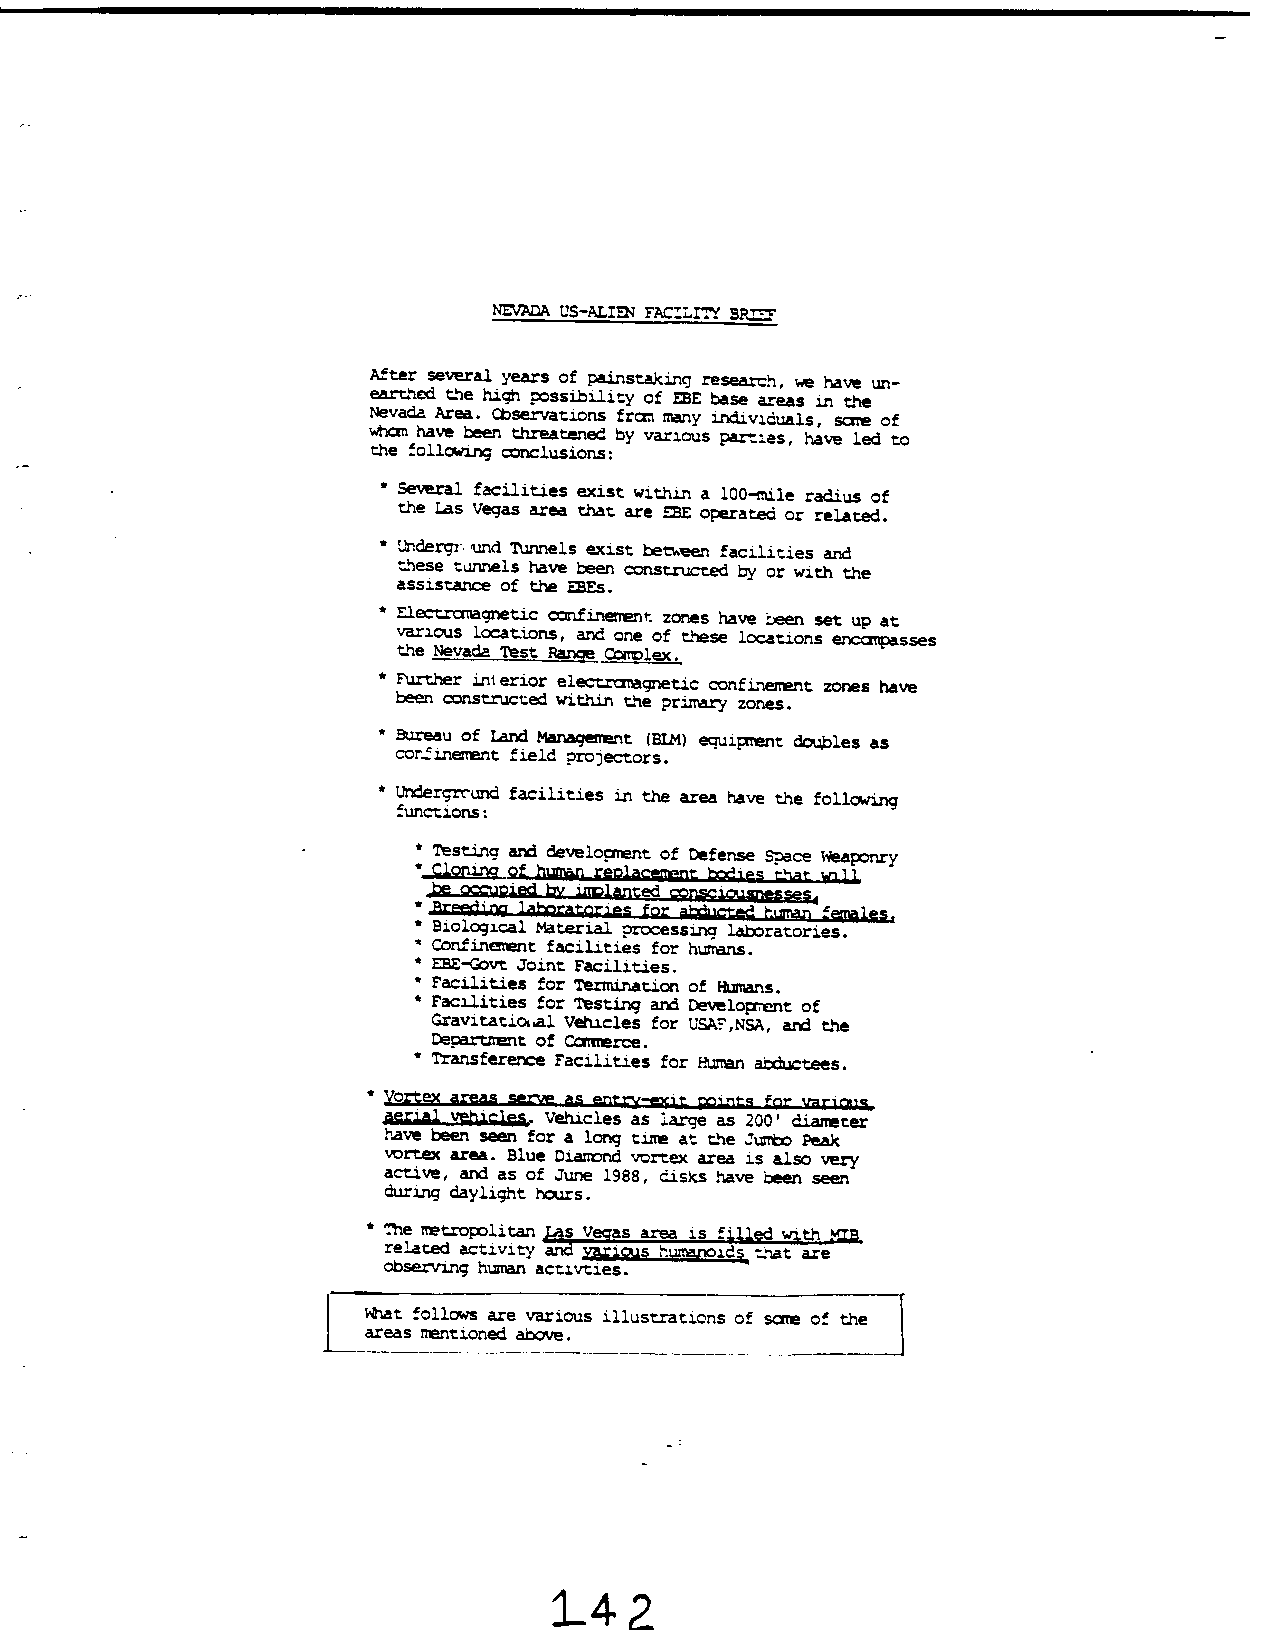 NEVADA US-ALIEN FACILITY BRIEF
After several years of painstaking research, we have un-
earthed the high possibility of EBE base areas in the
Nevada Area. Observations from many individuals, some of
whom have been threatened by various parties, have led to
the following conclusions:
* Several facilities exist within a 100-mile radius of
the Las Vegas area that are EBE operated or related.
* Underground Tunnels exist between facilities and
these tunnels have been constructed by or with the
assistance of the EBEs.
* Electromagnetic confinement zones have been set up at
various locations, and one of these locations encompasses
the Nevada Test Range Complex.
* Further interior electromagnetic confinement zones have
been constructed within the primary zones.
* Bureau of Land Management (BLM) equipment doubles as
confinement field projectors.
* Underground facilities in the area have the following
functions:
* Testing and development of Defense Space Weaponry
* Cloning of human replacement bodies that will
be occupied by implanted consciousnesses.
* Breeding laboratories for abducted human females.
* Biological Material processing laboratories.
* Confinement facilities for humans.
* EBE-Govt Joint Facilities.
* Facilities for Termination of Humans.
* Facilities for Testing and Development of
Gravitational Vehicles for USAF,NSA, and the
Department of Commerce.
* Transference Facilities for Human abductees.
* Vortex areas serve as entry-exit points for various
aerial vehicles. Vehicles as large as 200' diameter
have been seen for a long time at the Jumbo Peak
vortex area. Blue Diamond vortex area is also very
active, and as of June 1988, disks have been seen
during daylight hours.
* The metropolitan Las Vegas area is filled with MIB
related activity and various humanoids that are
observing human activties.
What follows are various illustrations of some of the
areas mentioned above.
142